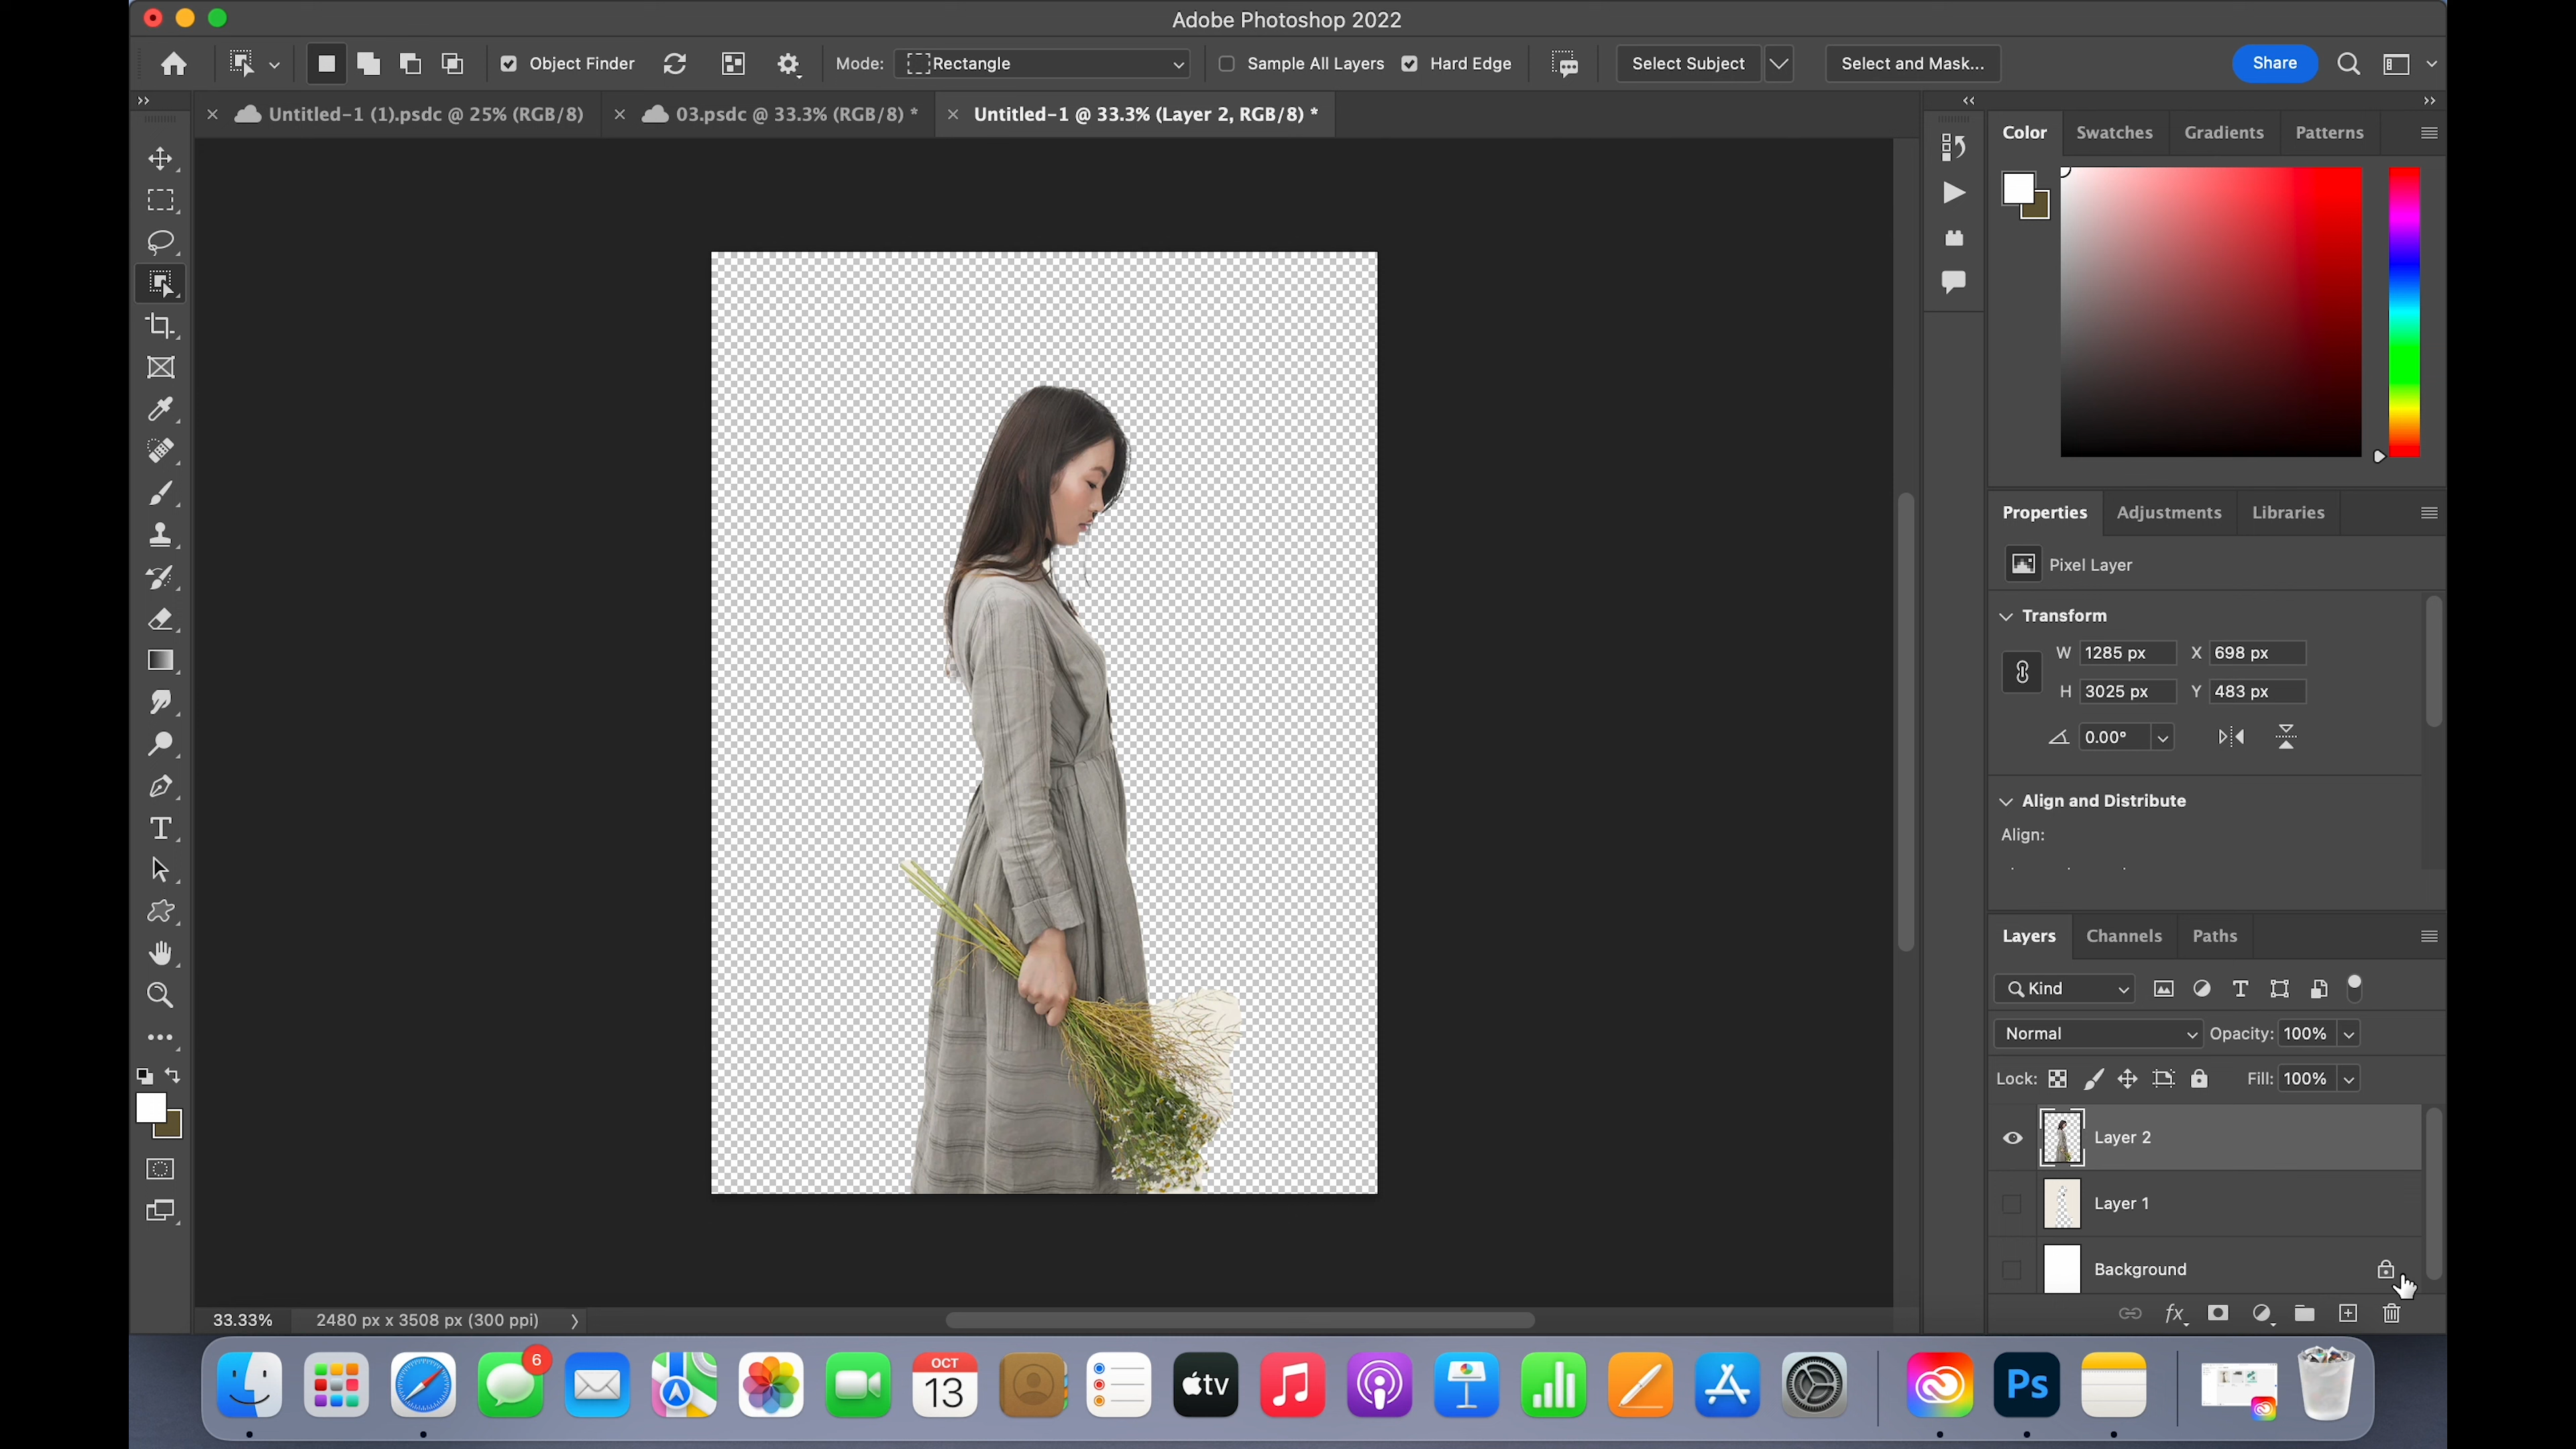 Adobe Photoshop 2022
Object Finder
Mode:
Rectangle
Sample All Layers
Hard Edge
Select Subject
Select and Mask...
Share
Untitled-1 (1).psdc @ 25% (RGB/8)
03.psdc @ 33.3% (RGB/8) *
Untitled-1 @ 33.3% (Layer 2, RGB/8) *
Color
Swatches
Gradients
Patterns
Properties
Adjustments
Libraries
Pixel Layer
Transform
W 1285 px X 698 px
H 3025 px Y 483 px
0.00°
Align and Distribute
Align:
Layers
Channels
Paths
Kind
Normal
Opacity: 100%
Lock:
Fill: 100%
Layer 2
Layer 1
Background
fx
33.33%
2480 px x 3508 px (300 ppi)
6
OCT
13
tv
Ps